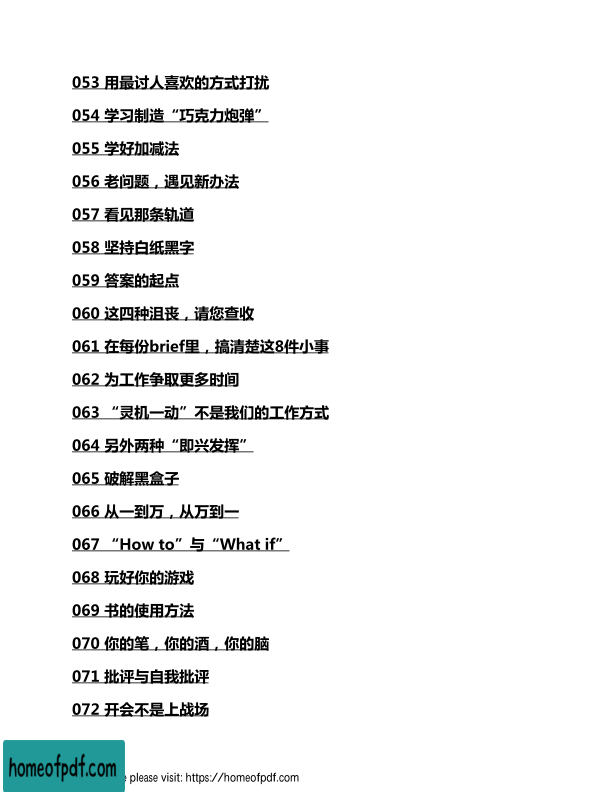 053 用最讨人喜欢的方式打扰
054 学习制造“巧克力炮弹”
055 学好加减法
056 老问题，遇见新办法
057 看见那条轨道
058 坚持白纸黑字
059 答案的起点
060 这四种沮丧，请您查收
061 在每份brief里，搞清楚这8件小事
062 为工作争取更多时间
063 “灵机一动”不是我们的工作方式
064 另外两种“即兴发挥”
065 破解黑盒子
066 从一到万，从万到一
067 “How to”与“What if”
068 玩好你的游戏
069 书的使用方法
070 你的笔，你的酒，你的脑
071 批评与自我批评
072 开会不是上战场
homeofpdf.com
e please visit: https://homeofpdf.com